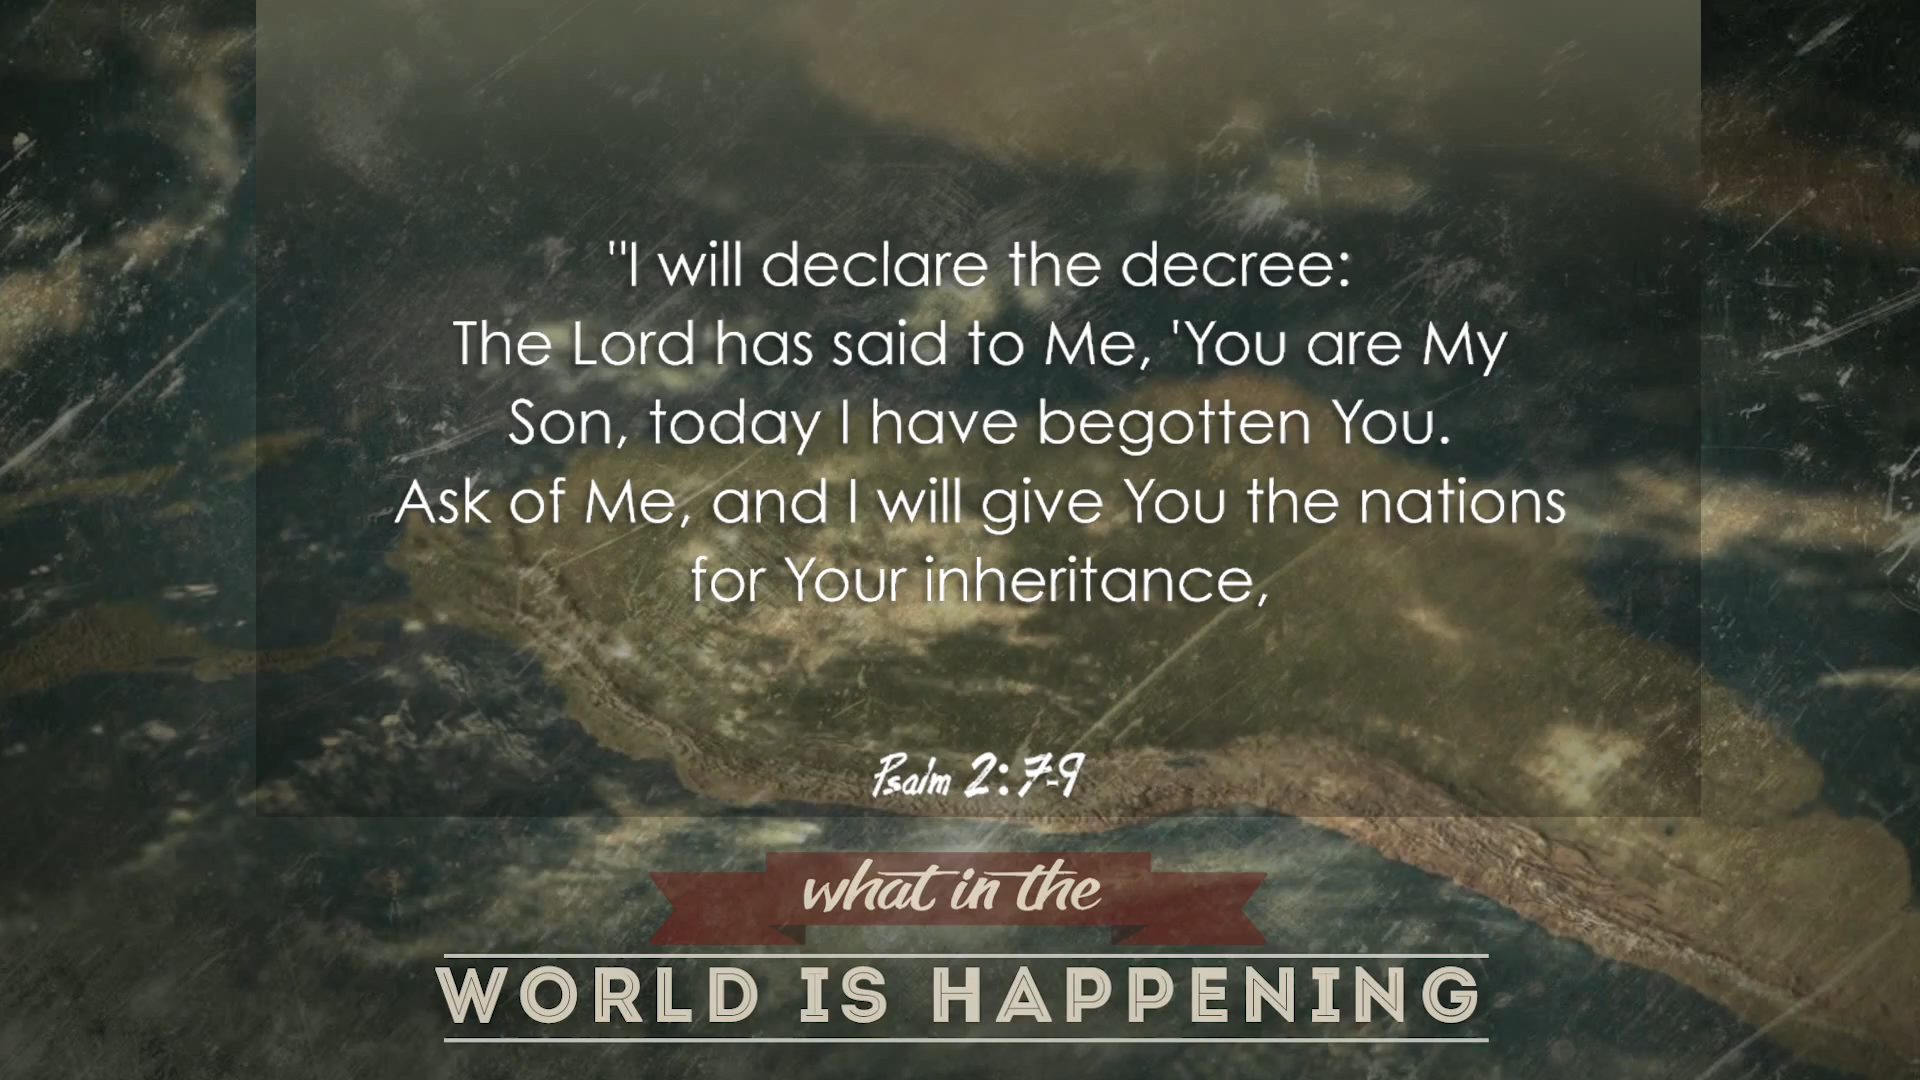 "I will declare the decree:
The Lord has said to Me, 'You are My
Son, today I have begotten You.
Ask of Me, and I will give You the nations
for Your inheritance,
Psalm 2:7-9
what in the
WORLD IS HAPPENING